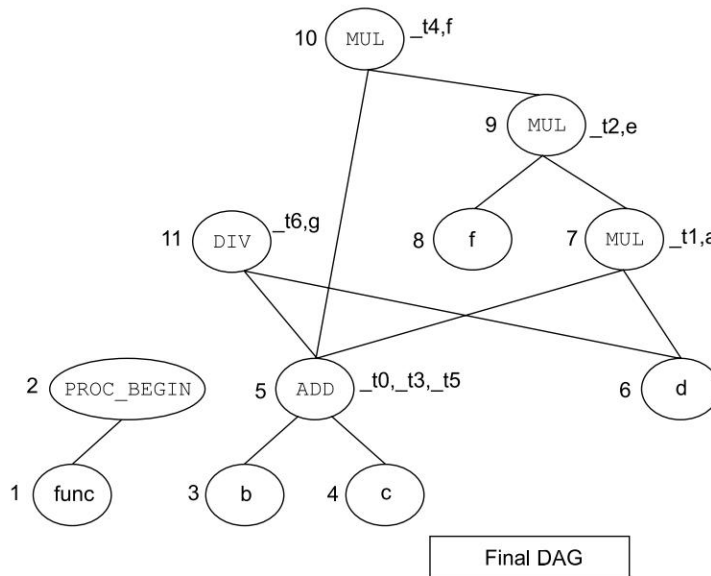 10 MUL _t4,f
9 MUL _t2,e
11 DIV _t6,g
8 f
7 MUL _t1,a
2 PROC_BEGIN
5 ADD _t0,_t3,_t5
6 d
1 func
3 b
4 c
Final DAG